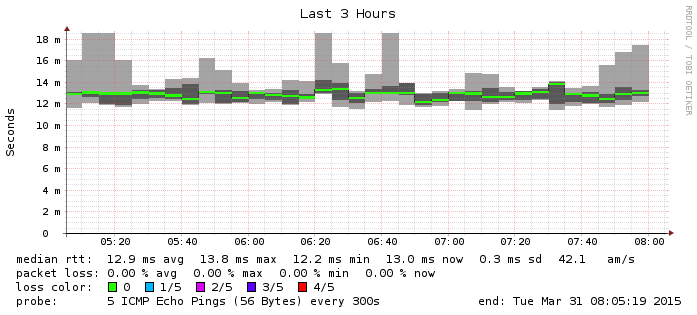 Last 3 Hours
RRDTOOL / TOBI OETIKER
Seconds
18 m
16 m
14 m
12 m
10 m
8 m
6 m
4 m
2 m
0
05:20 05:40 06:00 06:20 06:40 07:00 07:20 07:40 08:00
median rtt: 12.9 ms avg 13.8 ms max 12.2 ms min 13.0 ms now 0.3 ms sd 42.1 am/s
packet loss: 0.00 % avg 0.00 % max 0.00 % min 0.00 % now
loss color: 0 1/5 2/5 3/5 4/5
probe: 5 ICMP Echo Pings (56 Bytes) every 300s end: Tue Mar 31 08:05:19 2015